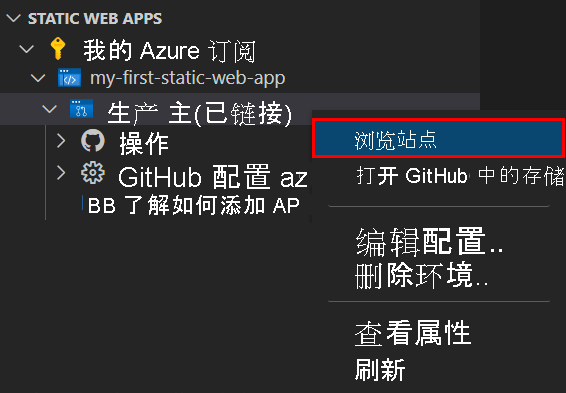 STATIC WEB APPS
我的 Azure 订阅
my-first-static-web-app
生产 主(已链接)
操作
GitHub 配置 az
BB 了解如何添加 AP
浏览站点
打开 GitHub 中的存储
编辑配置..
删除环境..
查看属性
刷新